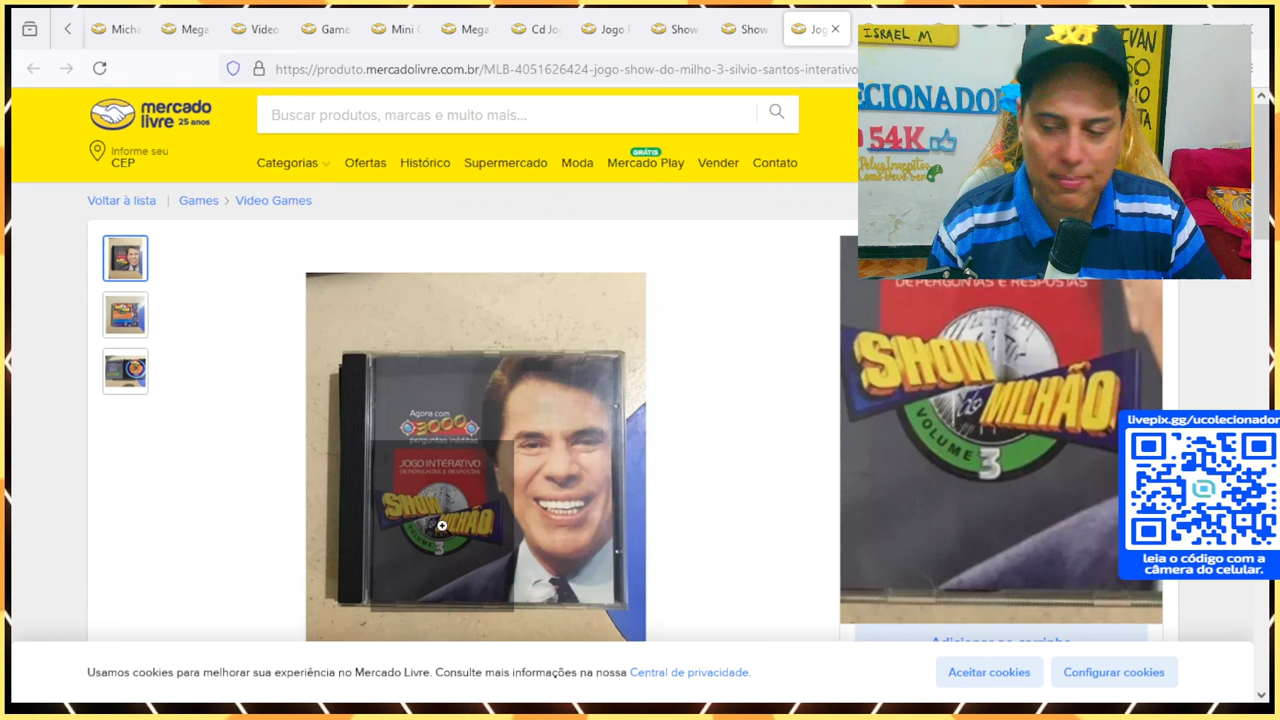 Micha
Mega
Video
Game
Mini
Mega
Cd Jo
Jogo
Show
Show
Jog
https://produto.mercadolivre.com.br/MLB-4051626424-jogo-show-do-milho-3-silvio-santos-interativo
mercado
livre 25 anos
Buscar produtos, marcas e muito mais...
Informe seu
CEP
GRÁTIS
Categorias
Ofertas
Histórico
Supermercado
Moda
Mercado Play
Vender
Contato
Voltar à lista
Games
Video Games
Agora com
3000
perguntas inéditas
JOGO INTERATIVO
DE PERGUNTAS E RESPOSTAS
SHOW
do MILHÃO
VOLUME
3
ISRAEL M
IVAN
ECIONADOR
54K
DE PERGUNTAS E RESPOSTAS
SHOW
do MILHÃO
VOLUME
3
livepix.gg/ucolecionador
leia o código com a
câmera do celular.
Usamos cookies para melhorar sua experiência no Mercado Livre. Consulte mais informações na nossa Central de privacidade.
Aceitar cookies
Configurar cookies